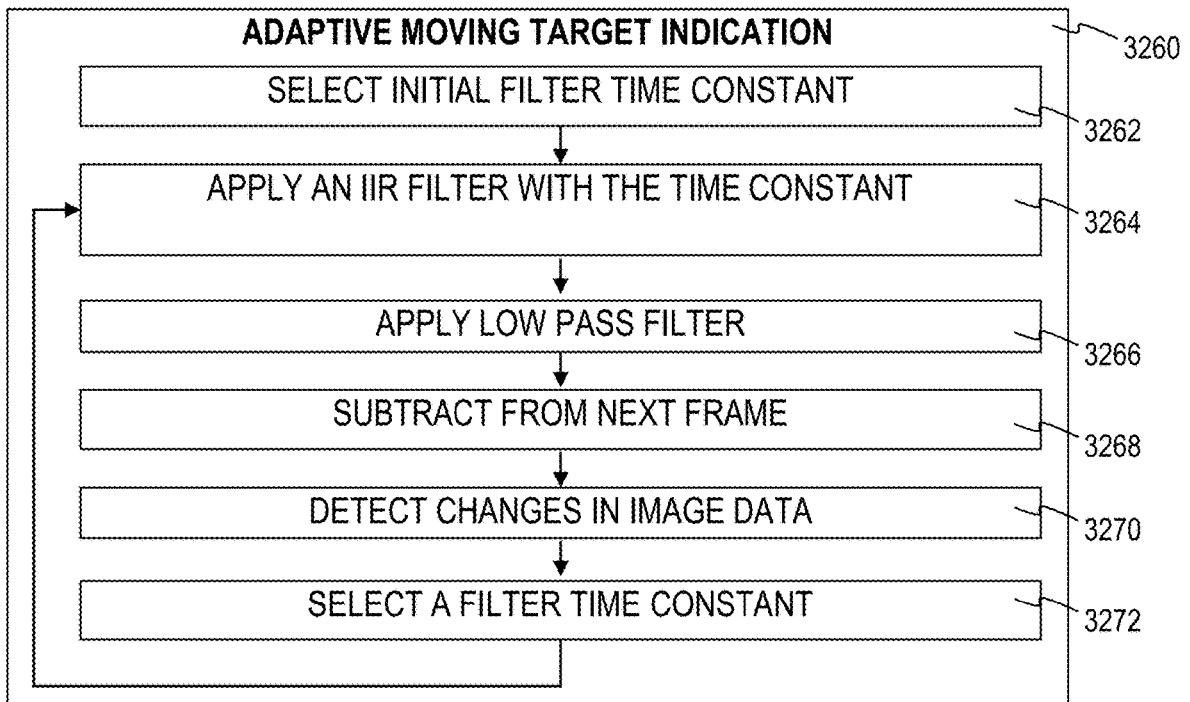 ADAPTIVE MOVING TARGET INDICATION
3260
SELECT INITIAL FILTER TIME CONSTANT
3262
APPLY AN IIR FILTER WITH THE TIME CONSTANT
3264
APPLY LOW PASS FILTER
3266
SUBTRACT FROM NEXT FRAME
3268
DETECT CHANGES IN IMAGE DATA
3270
SELECT A FILTER TIME CONSTANT
3272